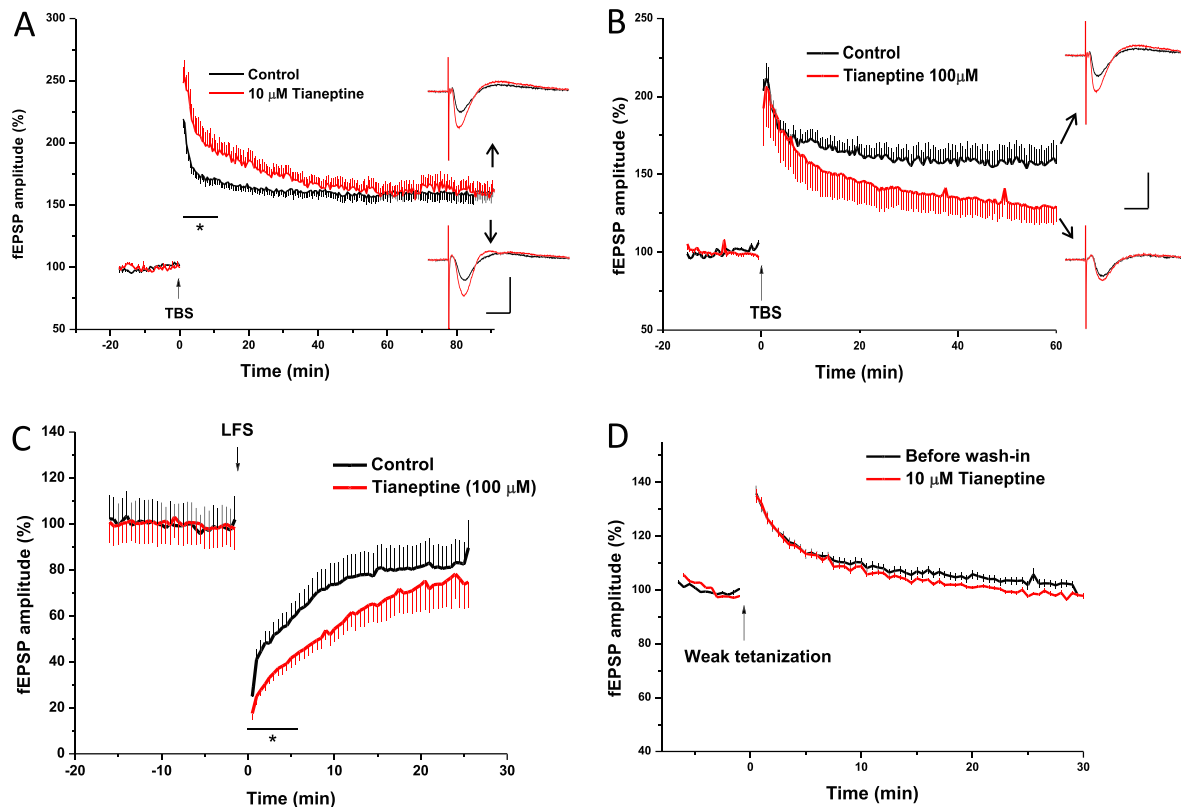 A
300
250
200
150
100
50
fEPSP amplitude (%)
Control
10 μM Tianeptine
*
TBS
-20 0 20 40 60 80
Time (min)
B
250
200
150
100
50
fEPSP amplitude (%)
Control
Tianeptine 100μM
TBS
-20 0 20 40 60
Time (min)
C
140
120
100
80
60
40
20
0
fEPSP amplitude (%)
LFS
Control
Tianeptine (100 μM)
*
-20 -10 0 10 20 30
Time (min)
D
140
120
100
80
60
40
fEPSP amplitude (%)
Before wash-in
10 μM Tianeptine
Weak tetanization
0 10 20 30
Time (min)